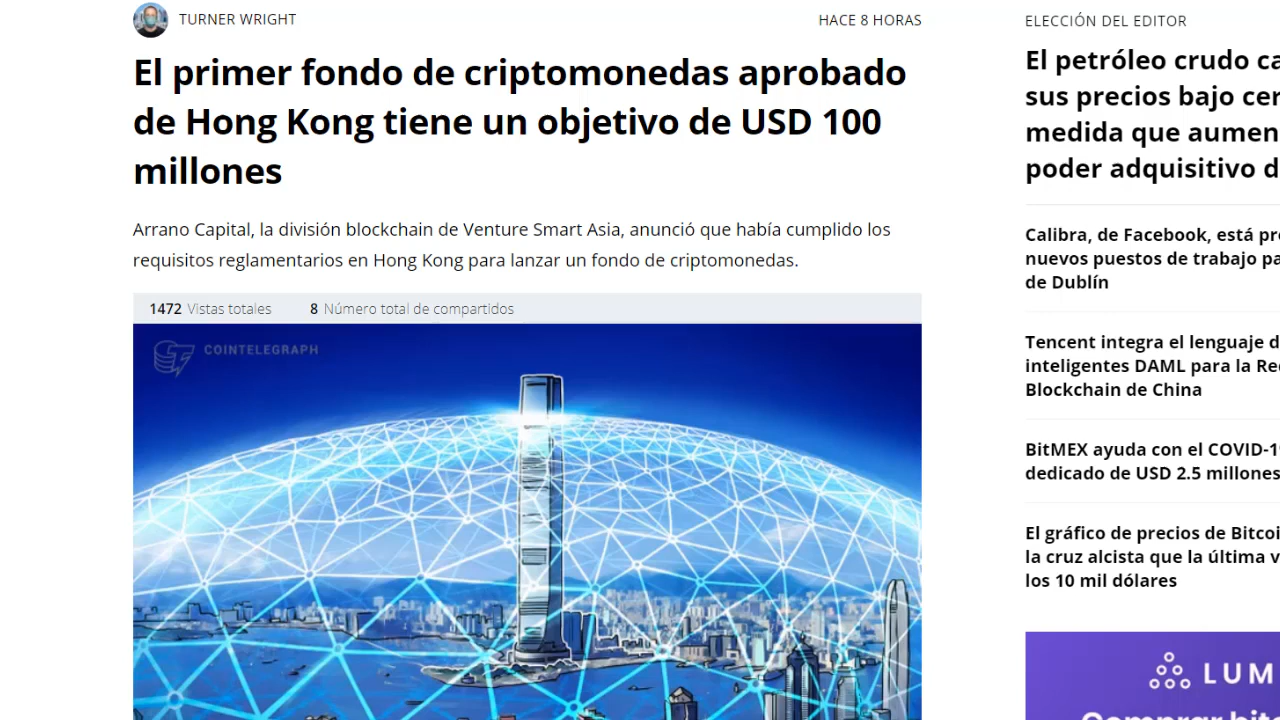 TURNER WRIGHT
HACE 8 HORAS
El primer fondo de criptomonedas aprobado
de Hong Kong tiene un objetivo de USD 100
millones
Arrano Capital, la división blockchain de Venture Smart Asia, anunció que había cumplido los
requisitos reglamentarios en Hong Kong para lanzar un fondo de criptomonedas.
1472 Vistas totales 8 Número total de compartidos
COINTELEGRAPH
ELECCIÓN DEL EDITOR
El petróleo crudo
sus precios bajo
medida que
poder adquisitivo
Calibra, de Facebook, está
nuevos puestos de trabajo
de Dublín
Tencent integra el lenguaje
inteligentes DAML para la
Blockchain de China
BitMEX ayuda con el
dedicado de USD 2.5 millones
El gráfico de precios de
la cruz alcista que la última
los 10 mil dólares
Comprar